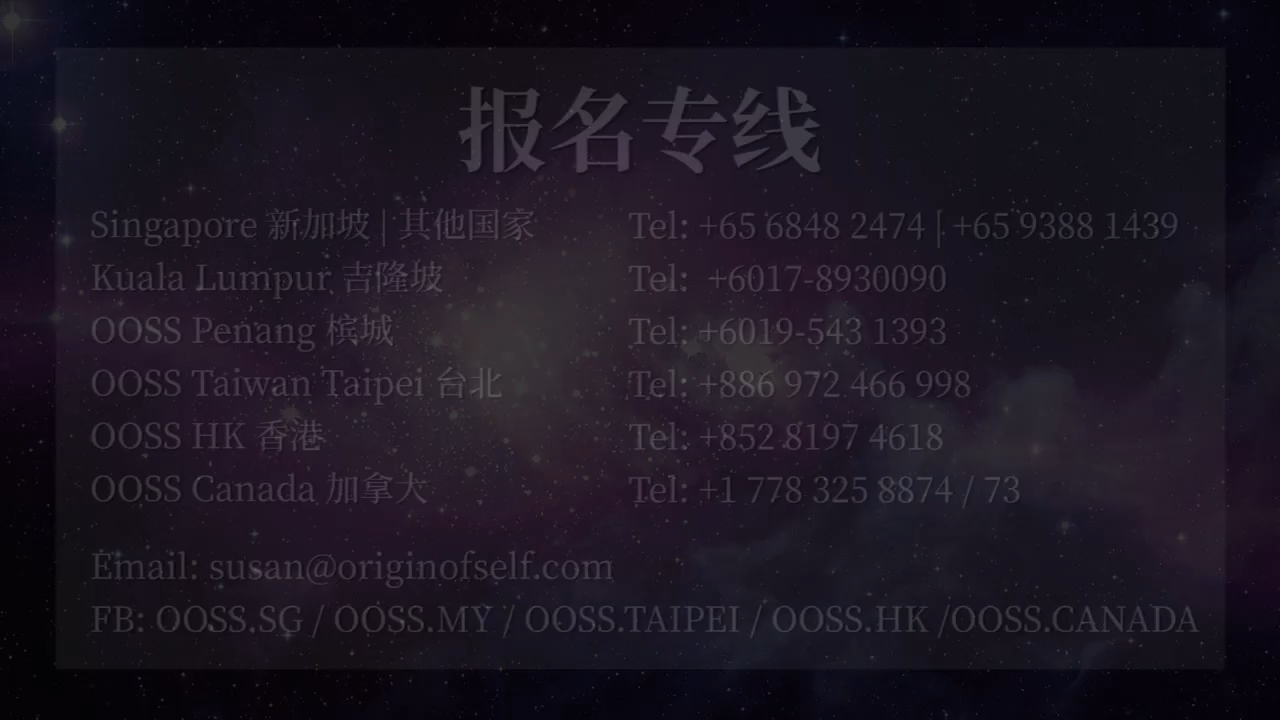 报名专线
Singapore 新加坡 | 其他国家 Tel: +65 6848 2474 | +65 9388 1439
Kuala Lumpur 吉隆坡 Tel: +6017-8930090
OOSS Penang 槟城 Tel: +6019-543 1393
OOSS Taiwan Taipei 台北 Tel: +886 972 466 998
OOSS HK 香港 Tel: +852 8197 4618
OOSS Canada 加拿大 Tel: +1 778 325 8874 / 73
Email: susan@originofself.com
FB: OOSS.SG / OOSS.MY / OOSS.TAIPEI / OOSS.HK /OOSS.CANADA